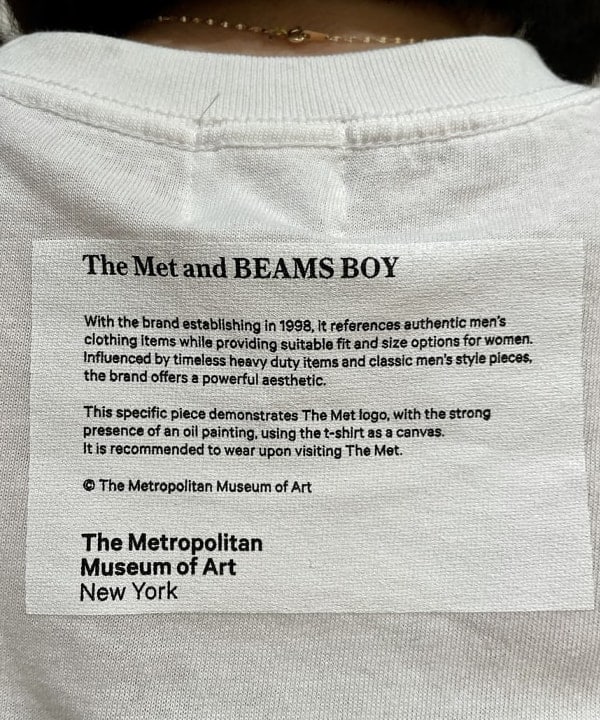 The Met and BEAMS BOY
With the brand establishing in 1998, it references authentic men's
clothing items while providing suitable fit and size options for women.
Influenced by timeless heavy duty items and classic men's style pieces,
the brand offers a powerful aesthetic.
This specific piece demonstrates The Met logo, with the strong
presence of an oil painting, using the t-shirt as a canvas.
It is recommended to wear upon visiting The Met.
© The Metropolitan Museum of Art
The Metropolitan
Museum of Art
New York